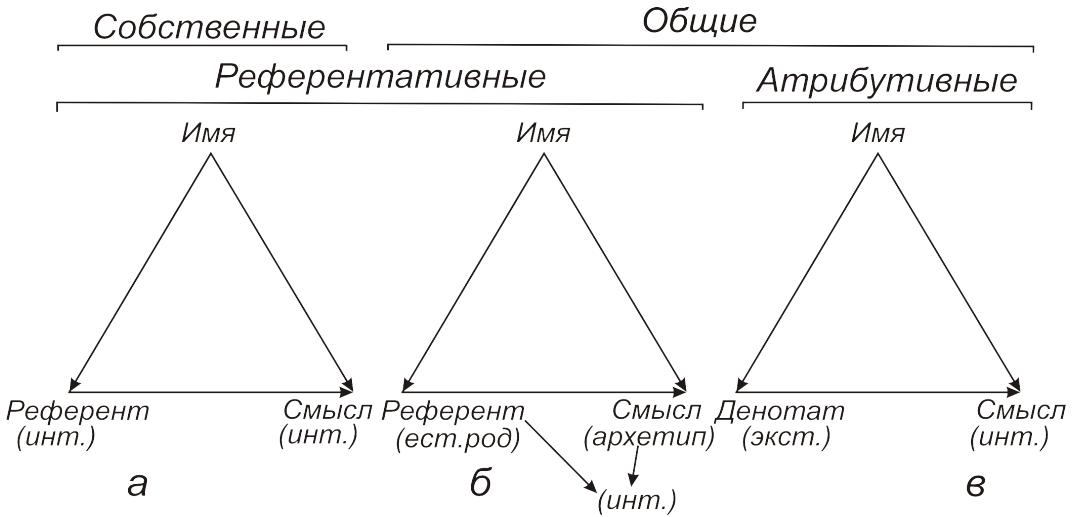 Собственные
Общие
Референтативные
Атрибутивные
Имя
Имя
Имя
Референт
(инт.)
Смысл
(инт.)
Референт
(ест.род)
Смысл
(архетип)
Денотат
(экст.)
Смысл
(инт.)
(инт.)
а
б
в